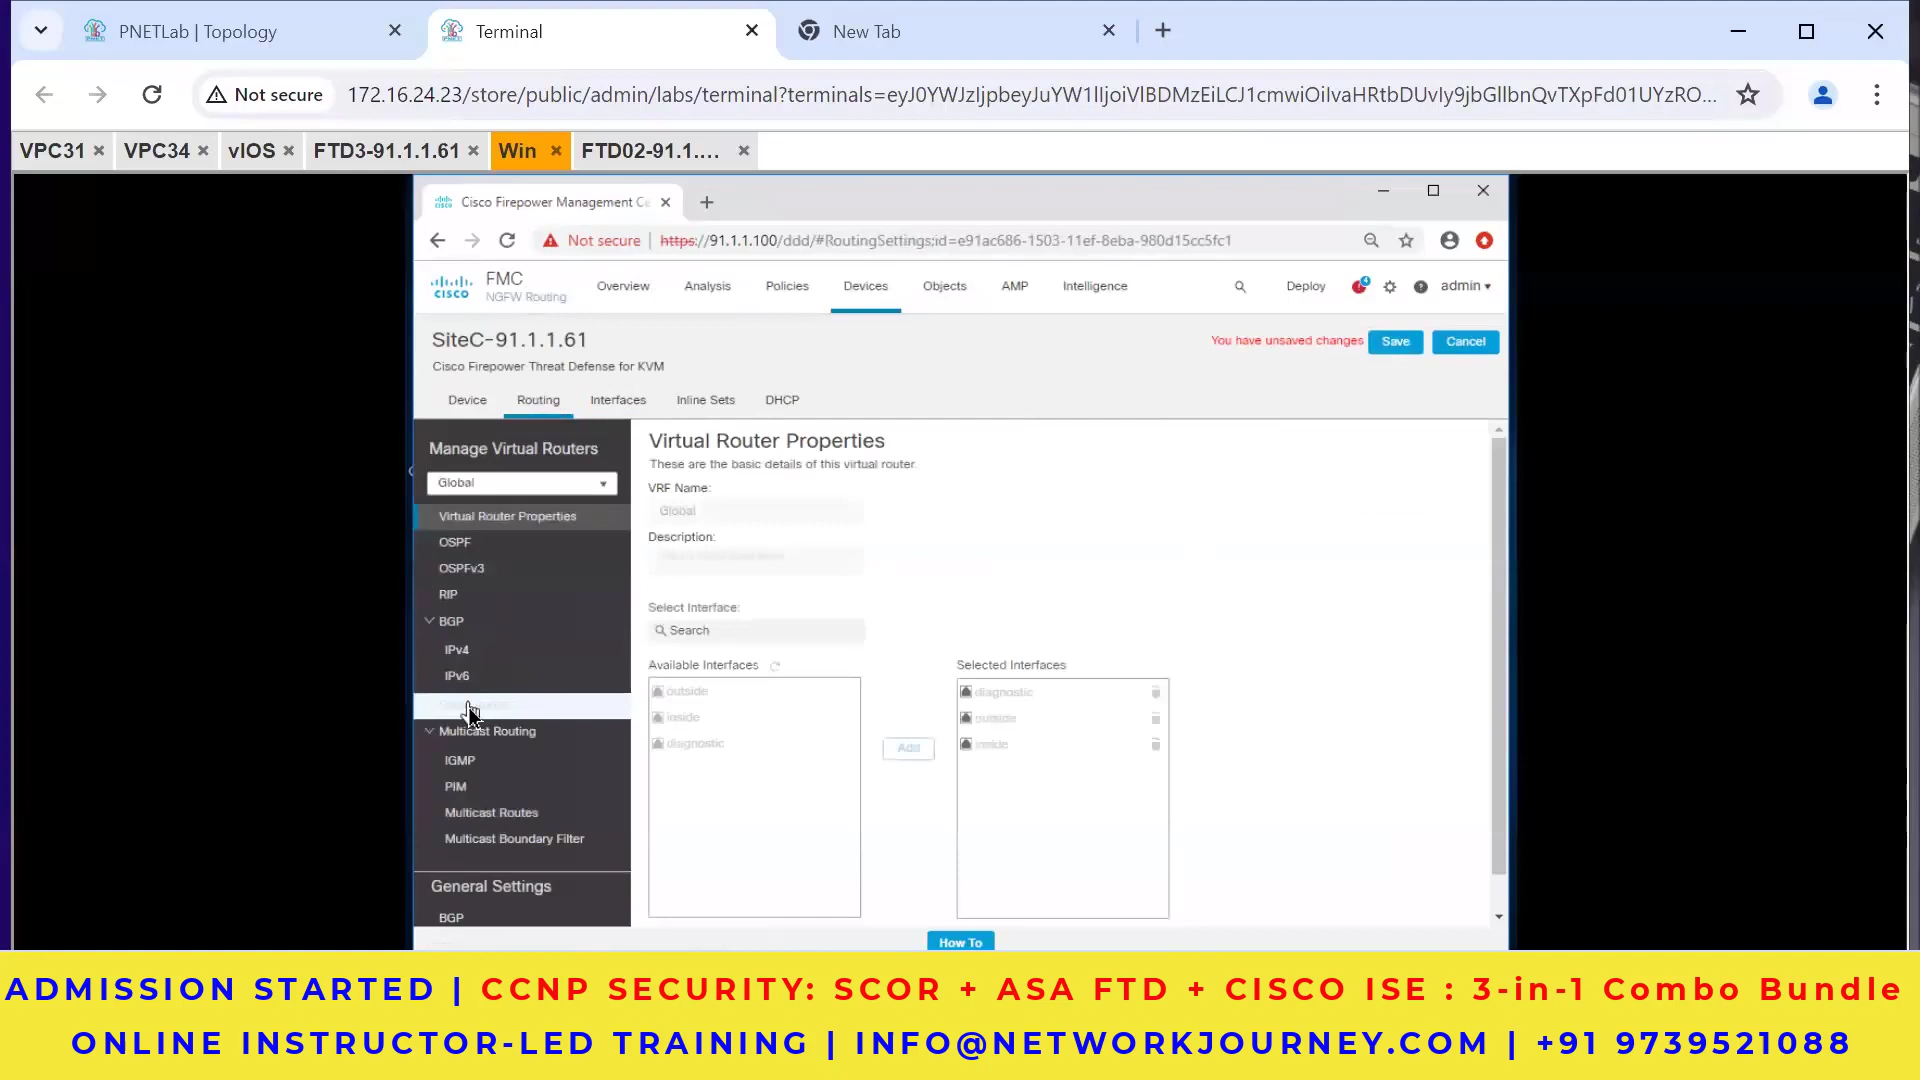 PNETLab | Topology
Terminal
New Tab
Not secure
172.16.24.23/store/public/admin/labs/terminal?terminals=eyJ0YWJzIjpbeyJuYW1lIjoiVlBDMzEiLCJ1cmwiOiIvaHRtbDUvIy9jbGllbnQvTXpFd01UYzRO...
VPC31
VPC34
vIOS
FTD3-91.1.1.61
Win
FTD02-91.1....
Cisco Firepower Management Ce
Not secure
https://91.1.1.100/ddd/#RoutingSettings;id=e91ac686-1503-11ef-8eba-980d15cc5fc1
CISCO
FMC
NGFW Routing
Overview
Analysis
Policies
Devices
Objects
AMP
Intelligence
Deploy
4
admin
SiteC-91.1.1.61
You have unsaved changes
Save
Cancel
Cisco Firepower Threat Defense for KVM
Device
Routing
Interfaces
Inline Sets
DHCP
Manage Virtual Routers
Global
Virtual Router Properties
OSPF
OSPFv3
RIP
BGP
IPv4
IPv6
Multicast Routing
IGMP
PIM
Multicast Routes
Multicast Boundary Filter
General Settings
BGP
Virtual Router Properties
These are the basic details of this virtual router.
VRF Name:
Global
Description:
Select Interface:
Search
Available Interfaces
outside
inside
diagnostic
Add
Selected Interfaces
diagnostic
outside
inside
How To
ADMISSION STARTED | CCNP SECURITY: SCOR + ASA FTD + CISCO ISE : 3-in-1 Combo Bundle
ONLINE INSTRUCTOR-LED TRAINING | INFO@NETWORKJOURNEY.COM | +91 9739521088